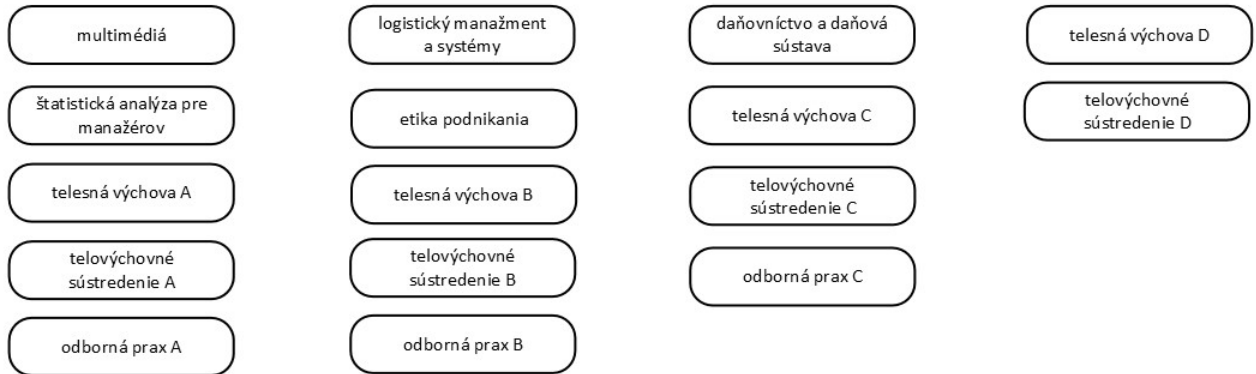 multimédiá
štatistická analýza pre
manažérov
telesná výchova A
telovýchovné
sústredenie A
odborná prax A
logistický manažment
a systémy
etika podnikania
telesná výchova B
telovýchovné
sústredenie B
odborná prax B
daňovníctvo a daňová
sústava
telesná výchova C
telovýchovné
sústredenie C
odborná prax C
telesná výchova D
telovýchovné
sústredenie D